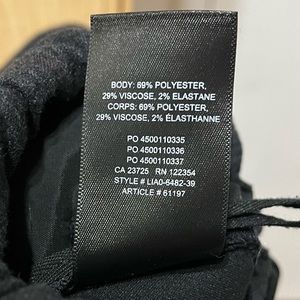 BODY: 69% POLYESTER,
29% VISCOSE, 2% ELASTANE
CORPS: 69% POLYESTER,
29% VISCOSE, 2% ÉLASTHANNE
PO 4500110335
PO 4500110336
PO 4500110337
CA 23725 RN 122354
STYLE # LIA0-6482-39
ARTICLE # 61197